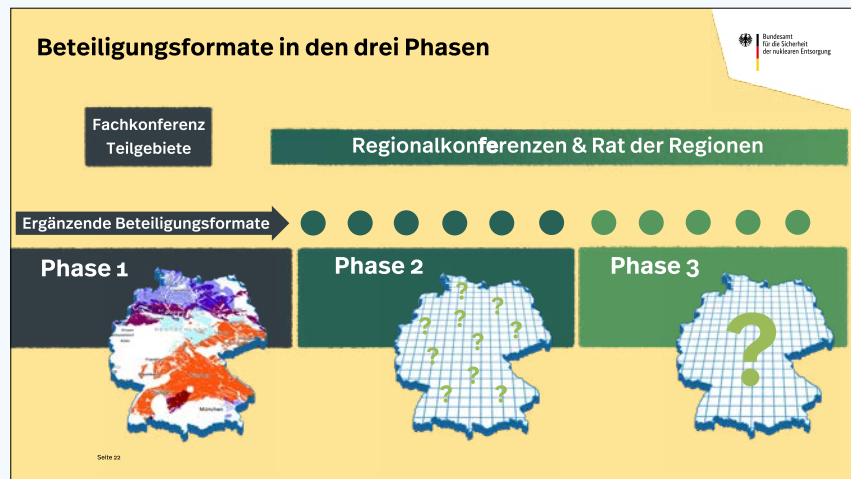 Beteiligungsformate in den drei Phasen
Bundesamt
für die Sicherheit
der nuklearen Entsorgung
Fachkonferenz
Teilgebiete
Regionalkonferenzen & Rat der Regionen
Ergänzende Beteiligungsformate
Phase 1
Phase 2
Phase 3
München
?
?
?
?
?
?
?
?
?
?
?
Seite 22